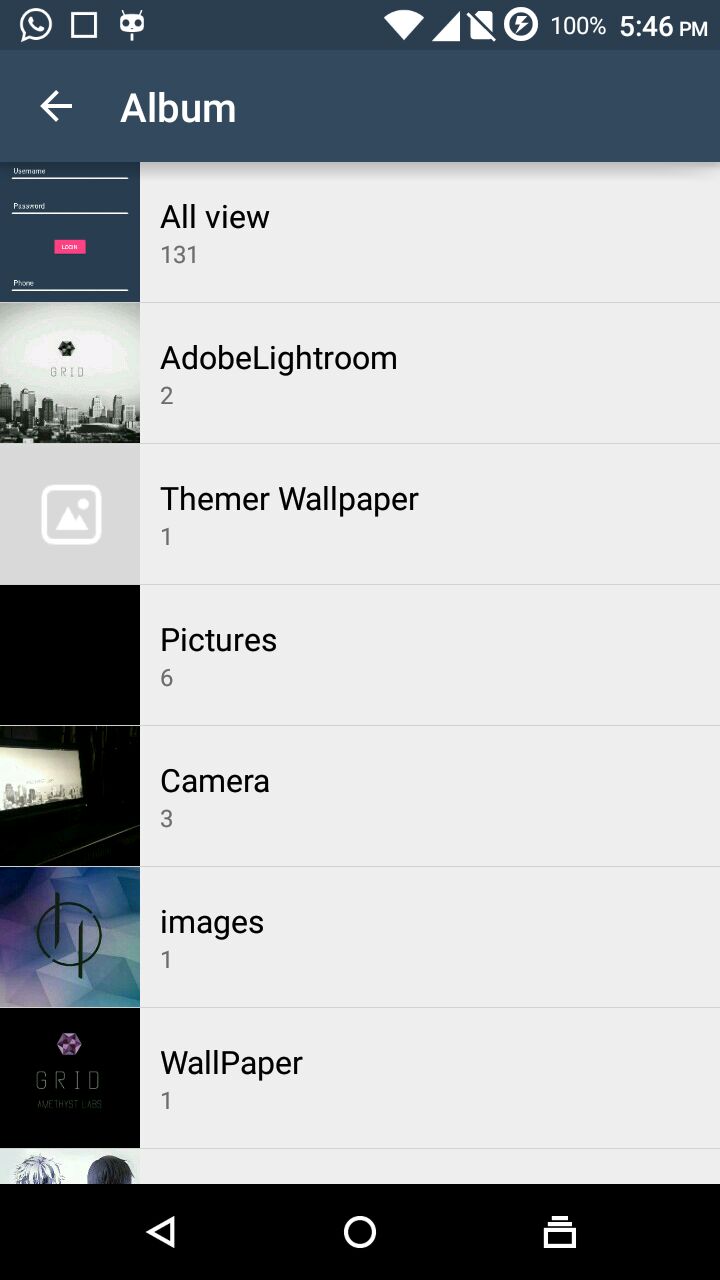 100% 5:46 PM
Album
Username
Password
LOGIN
Phone
All view
131
GRID
AdobeLightroom
2
Themer Wallpaper
1
Pictures
6
Camera
3
images
1
GRID
AMETHYST LABS
WallPaper
1